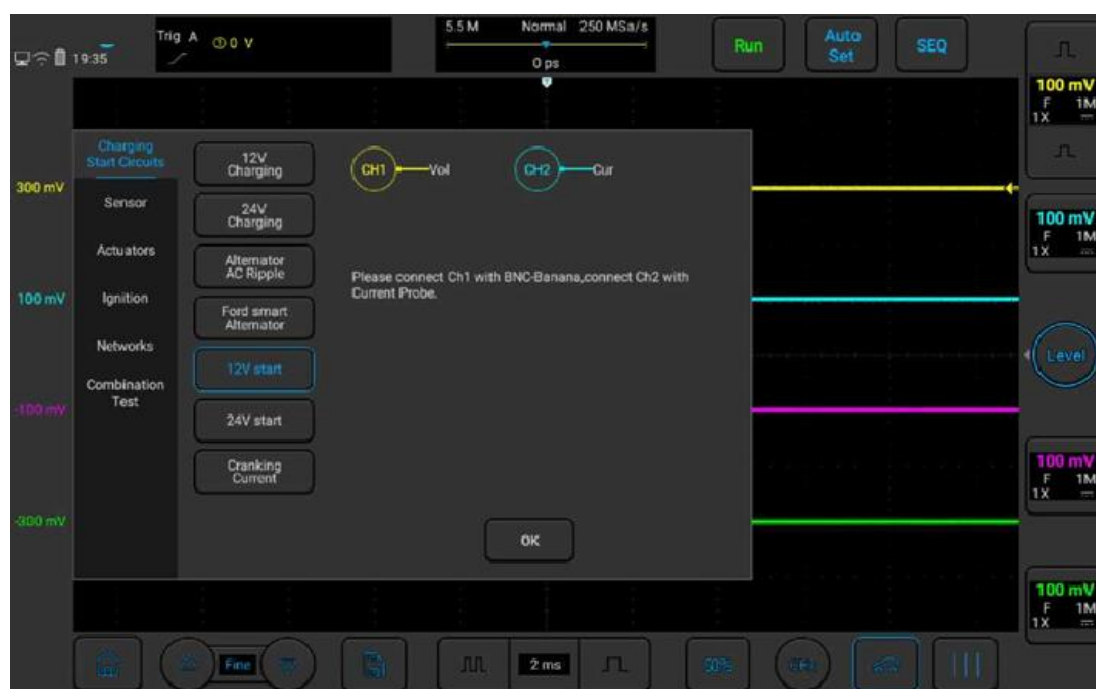 19:35
Trig A ① 0 V
5.5 M Normal 250 MSa/s
0 ps
Run
Auto
Set
SEQ
100 mV
F 1M
1X
Charging
Start Circuits
Sensor
Actuators
Ignition
Networks
Combination
Test
12V
Charging
24V
Charging
Alternator
AC Ripple
Ford smart
Alternator
12V start
24V start
Cranking
Current
CH1 Vol
CH2 Cur
Please connect Ch1 with BNC-Banana,connect Ch2 with
Current Probe.
OK
300 mV
100 mV
-100 mV
-300 mV
100 mV
F 1M
1X
Level
100 mV
F 1M
1X
100 mV
F 1M
1X
Fine
2 ms
50%